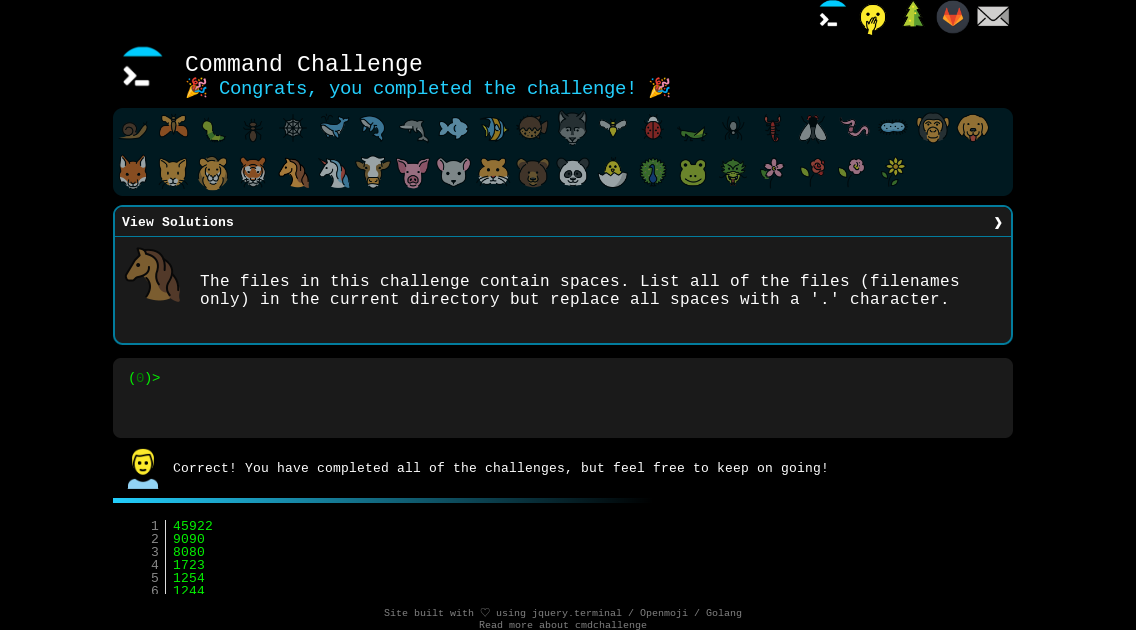 Command Challenge
🎉 Congrats, you completed the challenge! 🎉
View Solutions ❯
The files in this challenge contain spaces. List all of the files (filenames
only) in the current directory but replace all spaces with a '.' character.
(0)>
Correct! You have completed all of the challenges, but feel free to keep on going!
1 45922
2 9090
3 8080
4 1723
5 1254
6 1244
Site built with ♡ using jquery.terminal / Openmoji / Golang
Read more about cmdchallenge